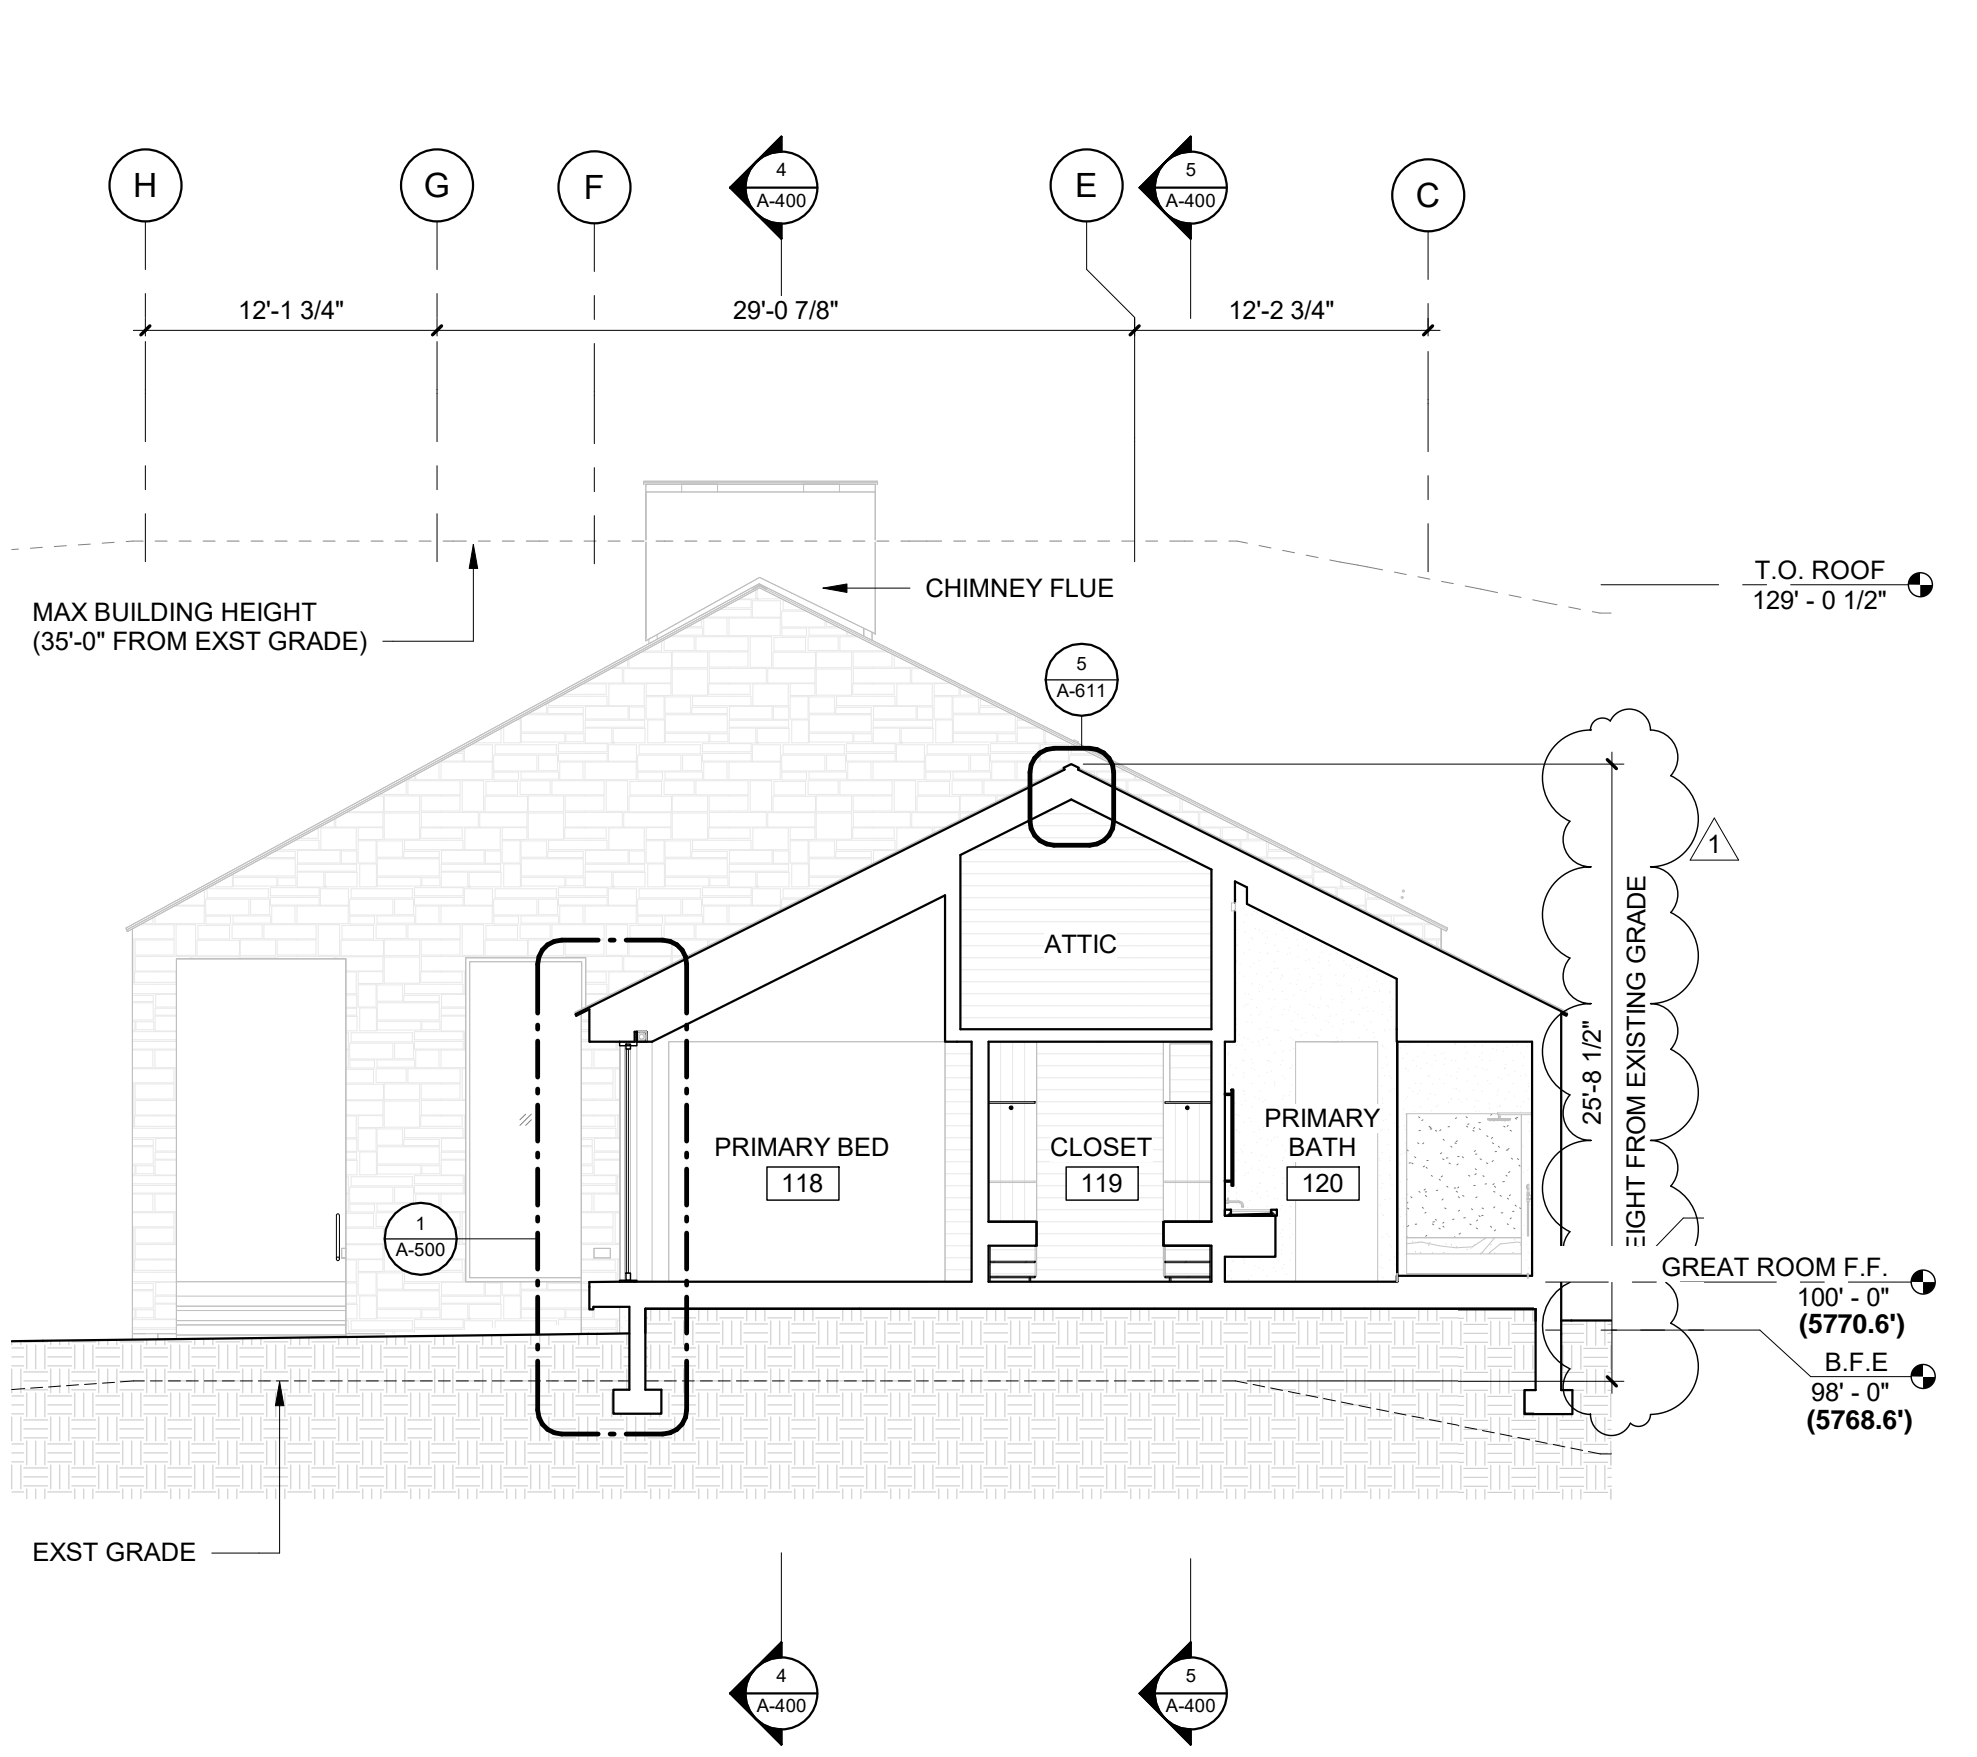 H
G
F
4
A-400
E
5
A-400
C
12'-1 3/4"
29'-0 7/8"
12'-2 3/4"
CHIMNEY FLUE
T.O. ROOF
129' - 0 1/2"
MAX BUILDING HEIGHT
(35'-0" FROM EXST GRADE)
5
A-611
1
ATTIC
25'-8 1/2"
EIGHT FROM EXISTING GRADE
PRIMARY BED
118
CLOSET
119
PRIMARY
BATH
120
1
A-500
GREAT ROOM F.F.
100' - 0"
(5770.6')
B.F.E
98' - 0"
(5768.6')
EXST GRADE
4
A-400
5
A-400